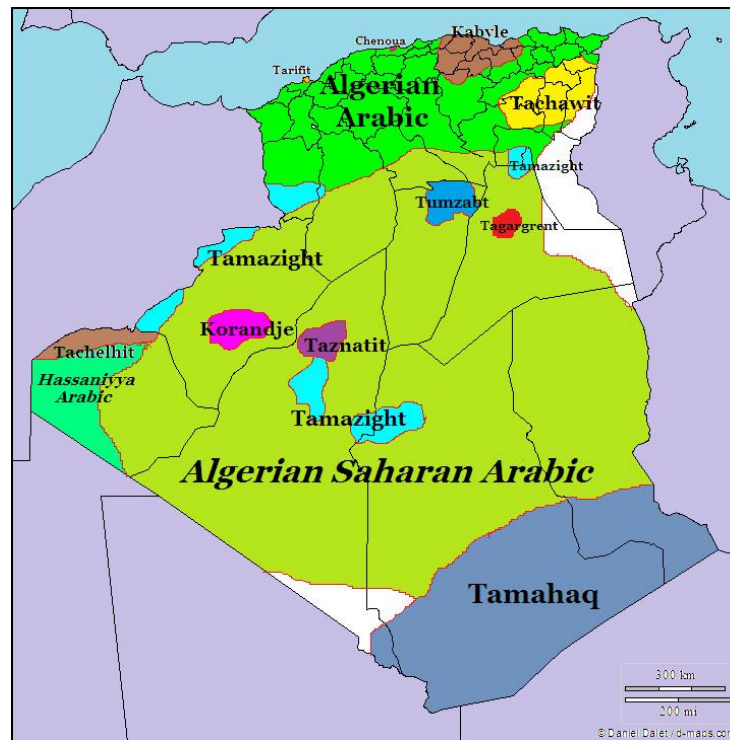 Kabyle
Chenoua
Tarifit
Algerian
Arabic
Tachawit
Tamazight
Tumzabt
Tagargrent
Tamazight
Korandje
Taznatit
Tachelhit
Hassaniyya
Arabic
Tamazight
Algerian Saharan Arabic
Tamahaq
300 km
200 mi
© Daniel Dalet / d-maps.com